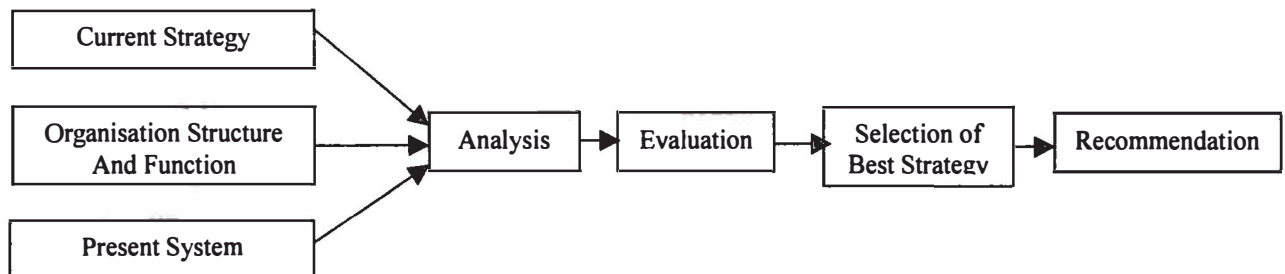 Current Strategy
Organisation Structure
And Function
Present System
Analysis
Evaluation
Selection of
Best Strategy
Recommendation